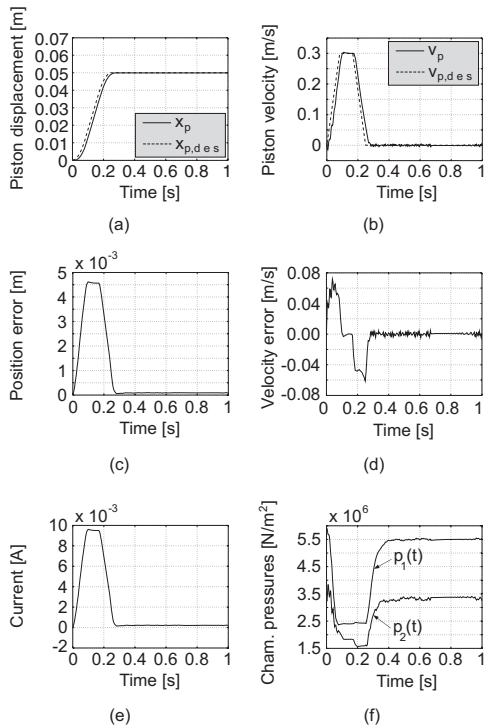 Piston displacement [m]
0.07
0.06
0.05
0.04
0.03
0.02
0.01
0
x_p
x_p,des
0 0.2 0.4 0.6 0.8 1
Time [s]
(a)
Piston velocity [m/s]
0.3
0.2
0.1
0
v_p
v_p,des
0 0.2 0.4 0.6 0.8 1
Time [s]
(b)
x 10^-3
Position error [m]
5
4
3
2
1
0
0 0.2 0.4 0.6 0.8 1
Time [s]
(c)
Velocity error [m/s]
0.08
0.04
0.00
-0.04
-0.08
0 0.2 0.4 0.6 0.8 1
Time [s]
(d)
x 10^-3
Current [A]
10
8
6
4
2
0
-2
0 0.2 0.4 0.6 0.8 1
Time [s]
(e)
x 10^6
Cham. pressures [N/m²]
5.5
4.5
3.5
2.5
1.5
p_1(t)
p_2(t)
0 0.2 0.4 0.6 0.8 1
Time [s]
(f)